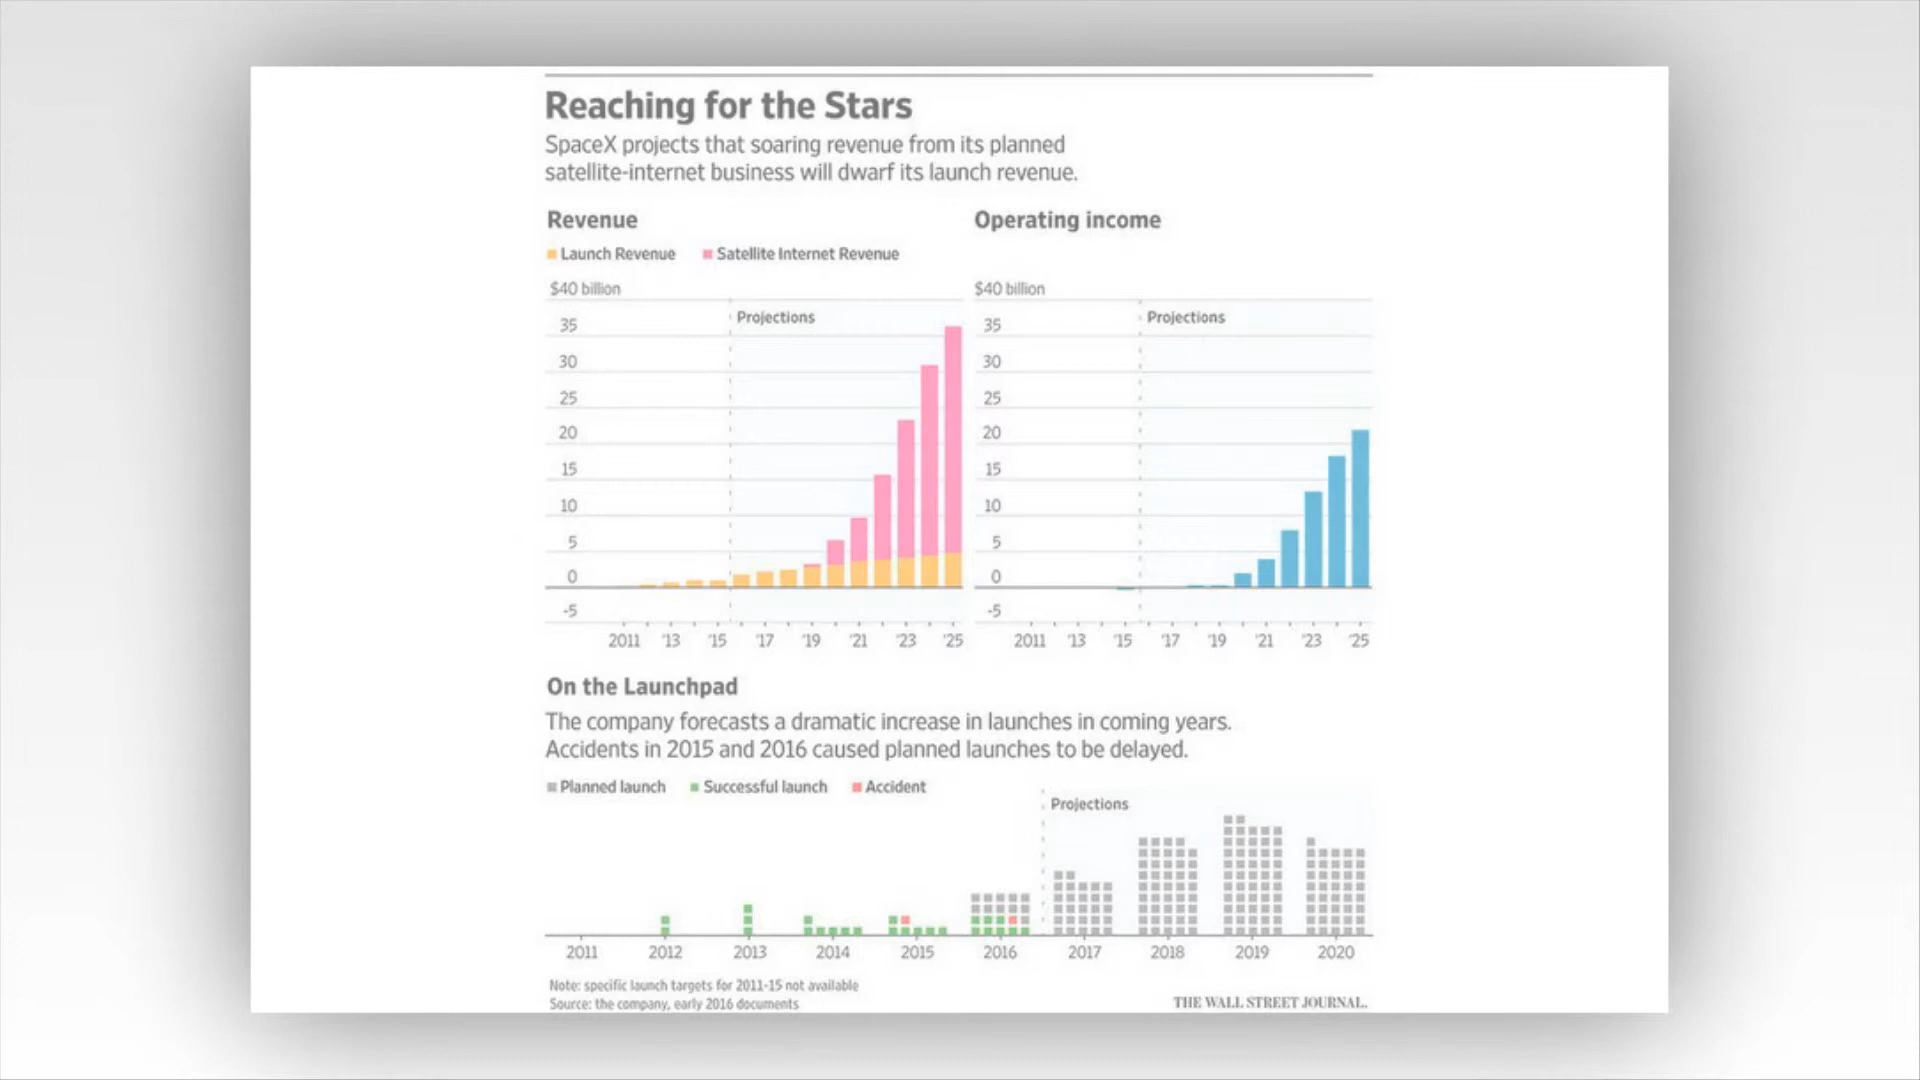 Reaching for the Stars
SpaceX projects that soaring revenue from its planned
satellite-internet business will dwarf its launch revenue.
Revenue
Launch Revenue Satellite Internet Revenue
$40 billion
Projections
35
30
25
20
15
10
5
0
-5
2011 '13 '15 '17 '19 '21 '23 '25
Operating income
$40 billion
Projections
35
30
25
20
15
10
5
0
-5
2011 '13 '15 '17 '19 '21 '23 '25
On the Launchpad
The company forecasts a dramatic increase in launches in coming years.
Accidents in 2015 and 2016 caused planned launches to be delayed.
Planned launch Successful launch Accident
Projections
2011 2012 2013 2014 2015 2016 2017 2018 2019 2020
Note: specific launch targets for 2011-15 not available
Source: the company, early 2016 documents
THE WALL STREET JOURNAL.